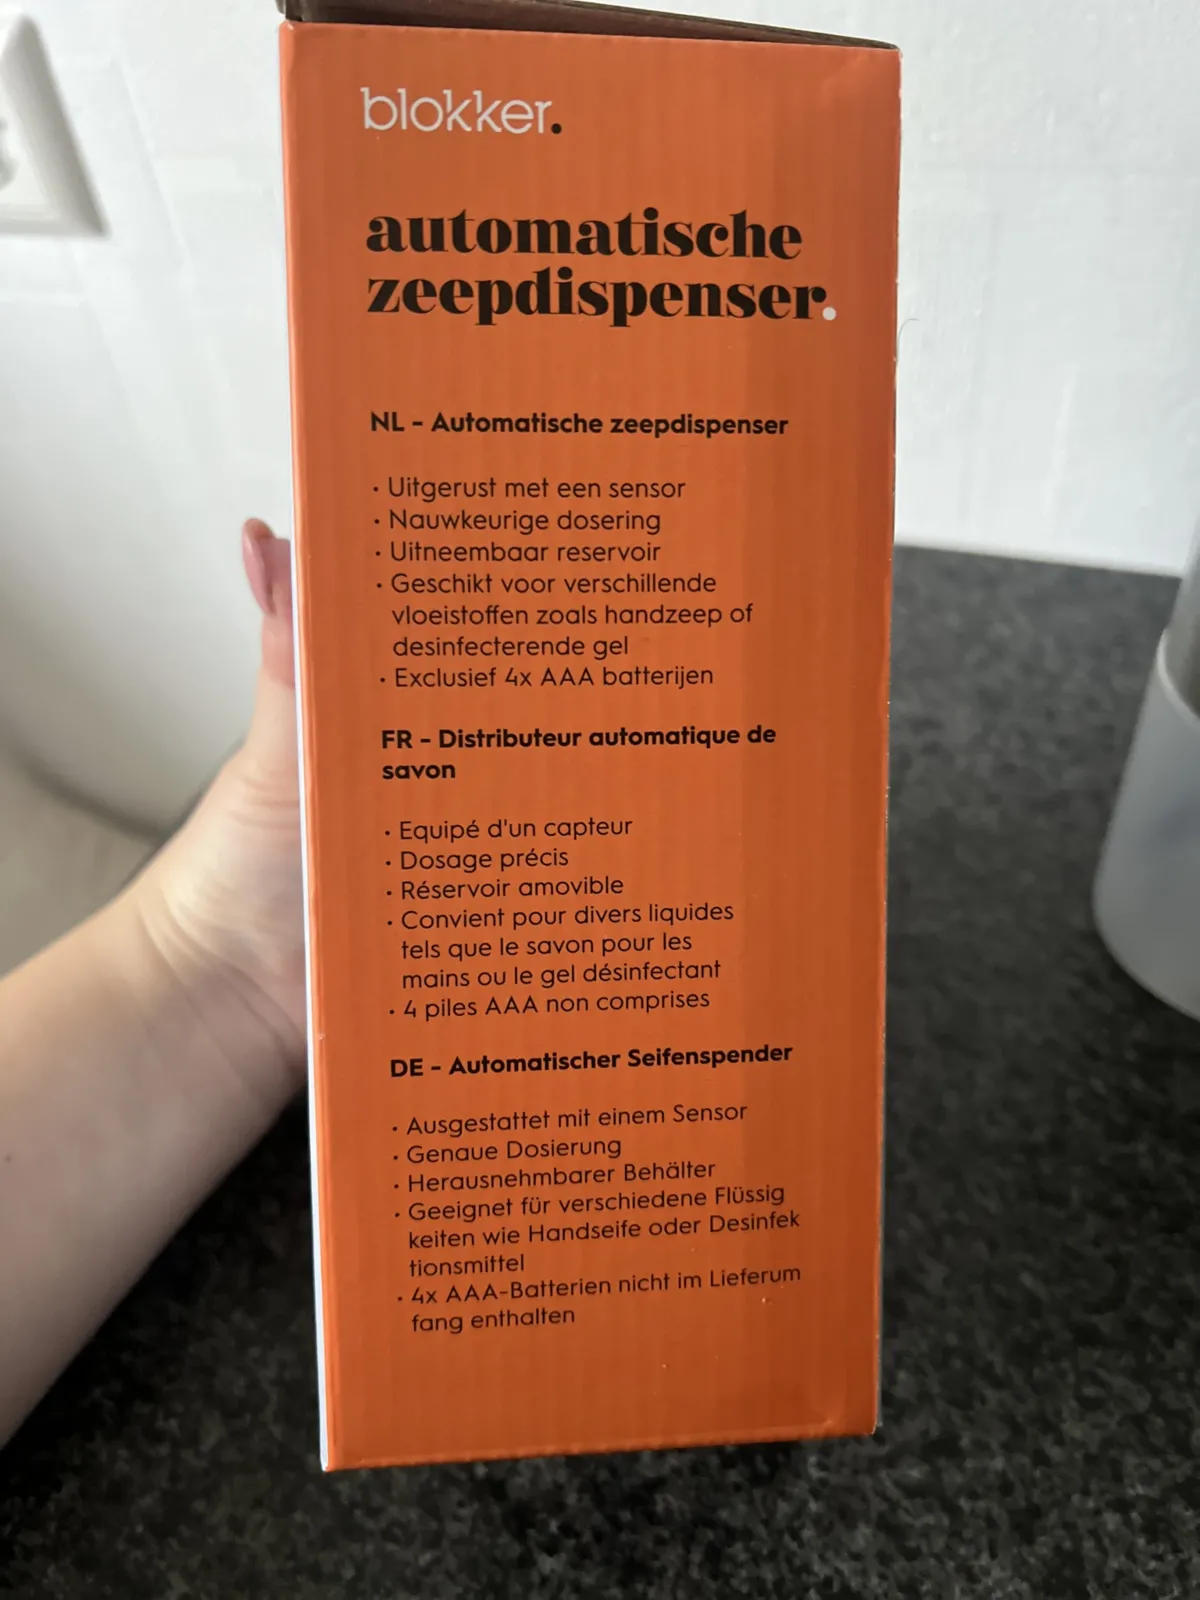 blokker.
automatische
zeepdispenser.
NL - Automatische zeepdispenser
• Uitgerust met een sensor
• Nauwkeurige dosering
• Uitneembaar reservoir
• Geschikt voor verschillende
vloeistoffen zoals handzeep of
desinfecterende gel
• Exclusief 4x AAA batterijen
FR - Distributeur automatique de
savon
• Equipé d'un capteur
• Dosage précis
• Réservoir amovible
• Convient pour divers liquides
tels que le savon pour les
mains ou le gel désinfectant
• 4 piles AAA non comprises
DE - Automatischer Seifenspender
• Ausgestattet mit einem Sensor
• Genaue Dosierung
• Herausnehmbarer Behälter
• Geeignet für verschiedene Flüssig
keiten wie Handseife oder Desinfek
tionsmittel
• 4x AAA-Batterien nicht im Lieferum
fang enthalten